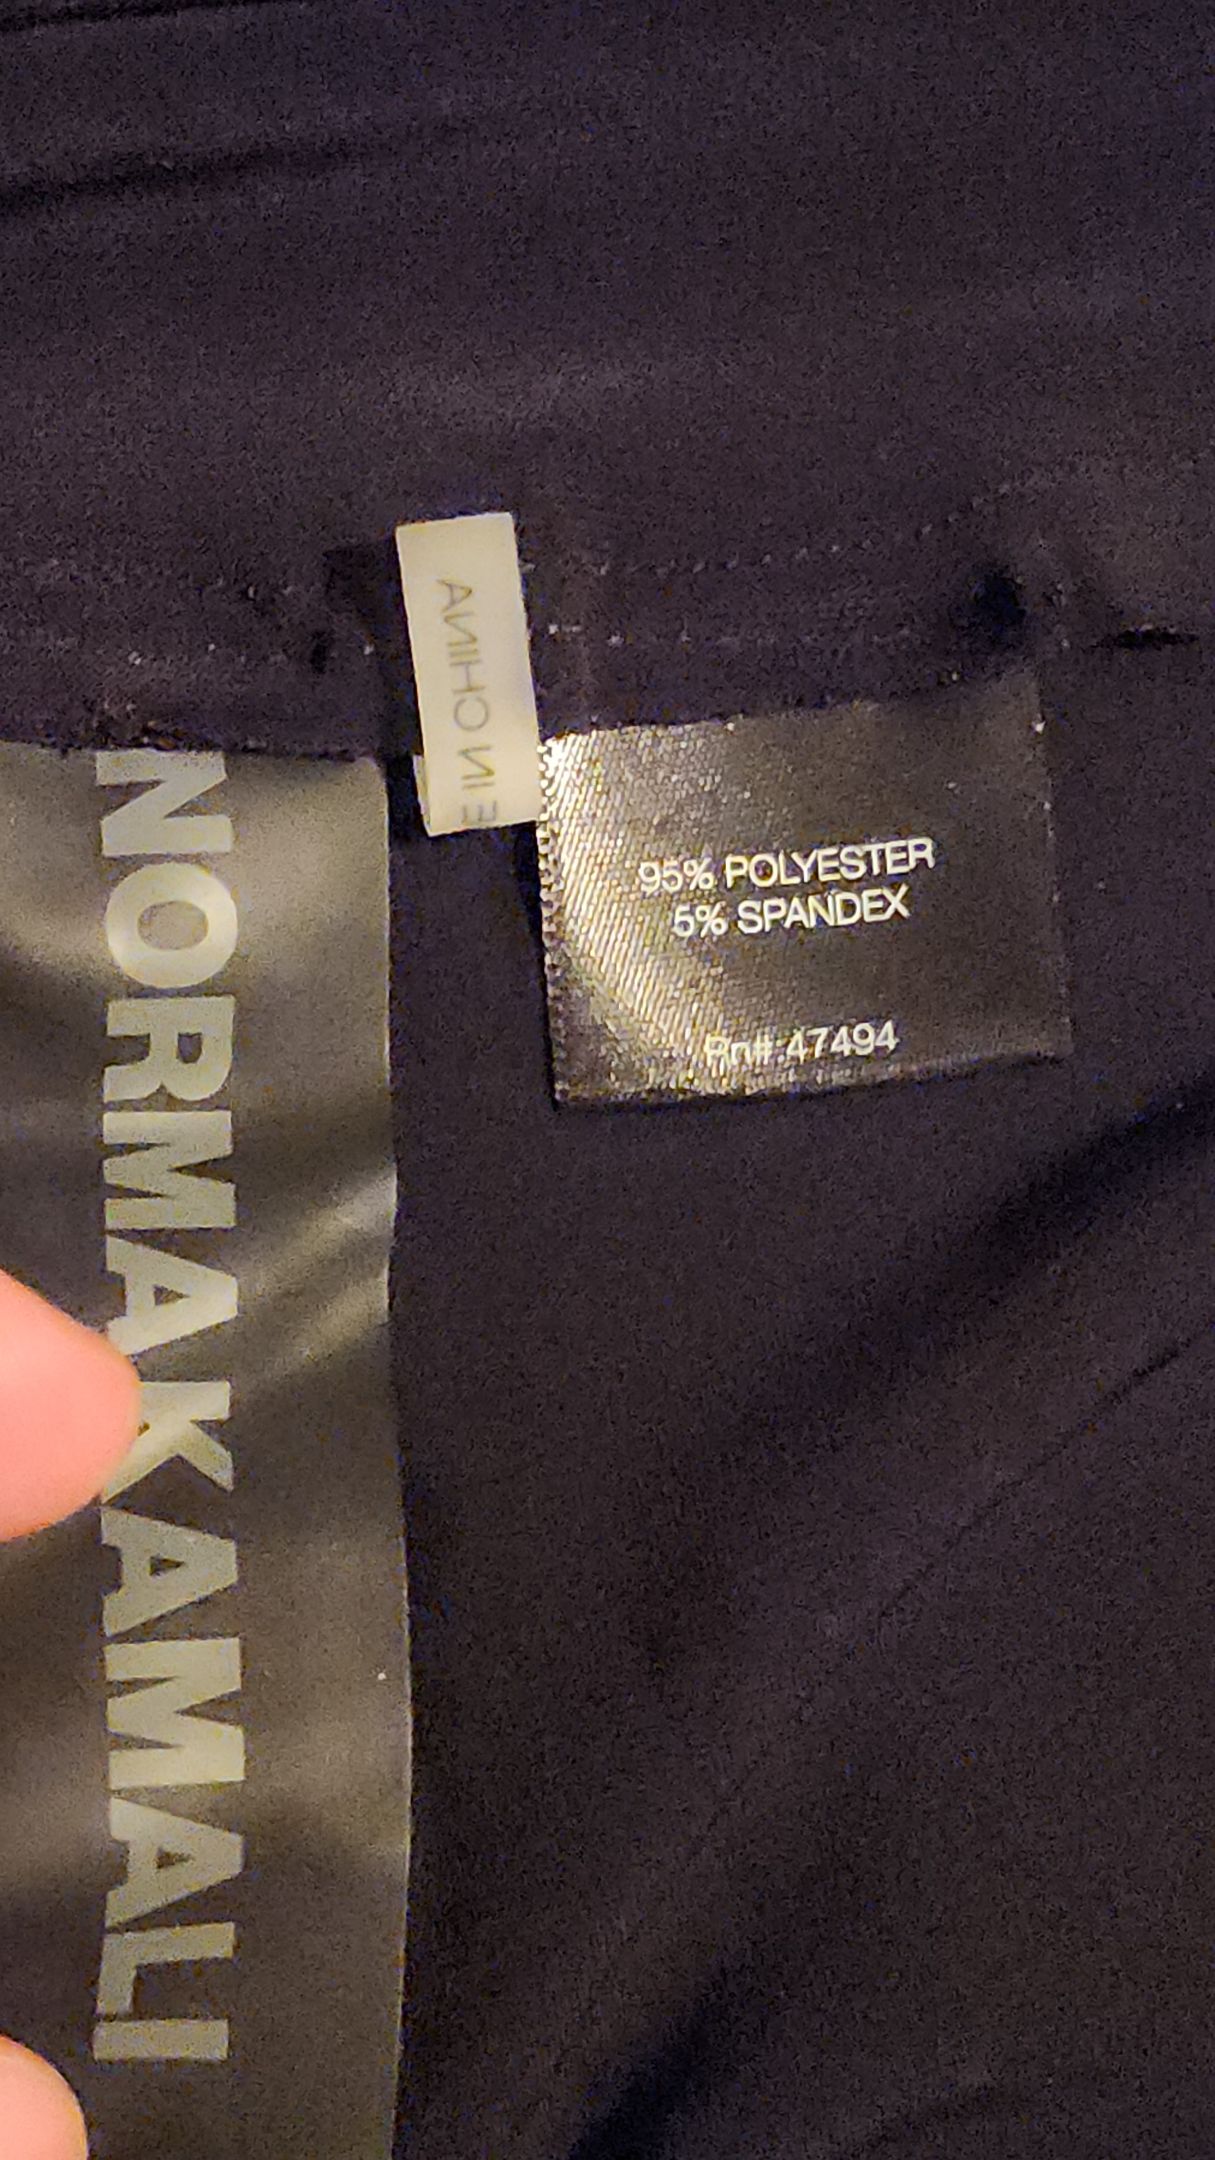 NORMA KAMALI
E IN CHINA
95% POLYESTER
5% SPANDEX
Rn#:47494